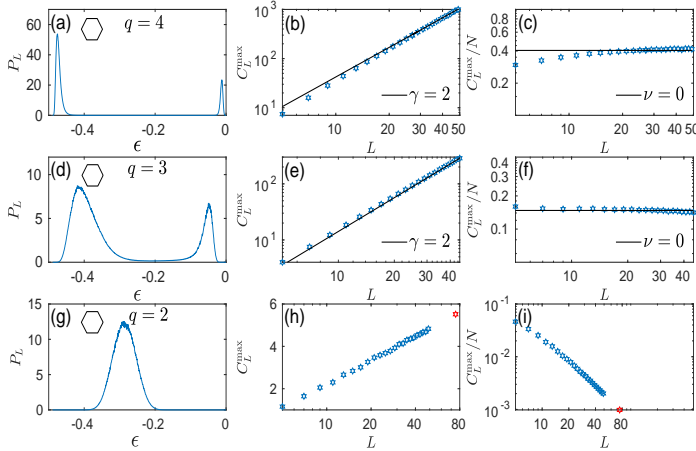 (a) q = 4
P_L
60
40
20
0
-0.4 -0.2 0
ϵ
(b)
C_L^max
10^3
10^2
10^1
γ = 2
10 20 30 40 50
L
(c)
C_L^max/N
0.8
0.4
0.2
ν = 0
10 20 30 40 50
L
(d) q = 3
P_L
10
5
0
-0.4 -0.2 0
ϵ
(e)
C_L^max
10^2
10^1
γ = 2
10 20 30 40
L
(f)
C_L^max/N
0.4
0.2
0.1
ν = 0
10 20 30 40
L
(g) q = 2
P_L
15
10
5
0
-0.4 -0.2 0
ϵ
(h)
C_L^max
6
4
2
10 20 40 80
L
(i)
C_L^max/N
10^-1
10^-2
10^-3
10 20 40 80
L